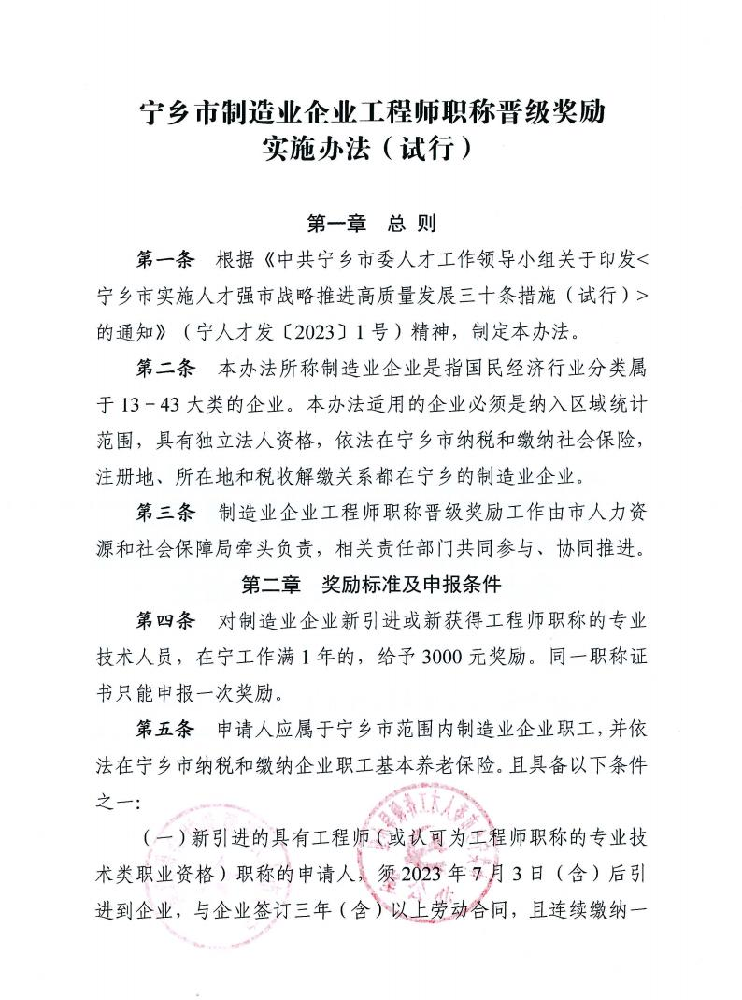 宁乡市制造业企业工程师职称晋级奖励
实施办法（试行）
第一章 总 则
第一条 根据《中共宁乡市委人才工作领导小组关于印发<
宁乡市实施人才强市战略推进高质量发展三十条措施（试行）>
的通知》（宁人才发〔2023〕1 号）精神，制定本办法。
第二条 本办法所称制造业企业是指国民经济行业分类属
于 13－43 大类的企业。本办法适用的企业必须是纳入区域统计
范围，具有独立法人资格，依法在宁乡市纳税和缴纳社会保险，
注册地、所在地和税收解缴关系都在宁乡的制造业企业。
第三条 制造业企业工程师职称晋级奖励工作由市人力资
源和社会保障局牵头负责，相关责任部门共同参与、协同推进。
第二章 奖励标准及申报条件
第四条 对制造业企业新引进或新获得工程师职称的专业
技术人员，在宁工作满 1 年的，给予 3000 元奖励。同一职称证
书只能申报一次奖励。
第五条 申请人应属于宁乡市范围内制造业企业职工，并依
法在宁乡市纳税和缴纳企业职工基本养老保险。且具备以下条件
之一：
（一）新引进的具有工程师（或认可为工程师职称的专业技
术类职业资格）职称的申请人，须 2023 年 7 月 3 日（含）后引
进到企业，与企业签订三年（含）以上劳动合同，且连续缴纳一